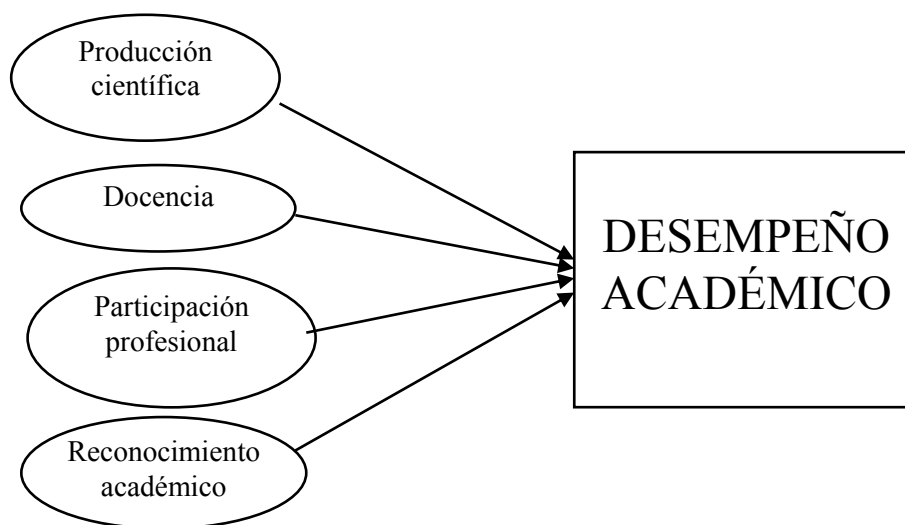 Producción
científica
Docencia
Participación
profesional
Reconocimiento
académico
DESEMPEÑO
ACADÉMICO